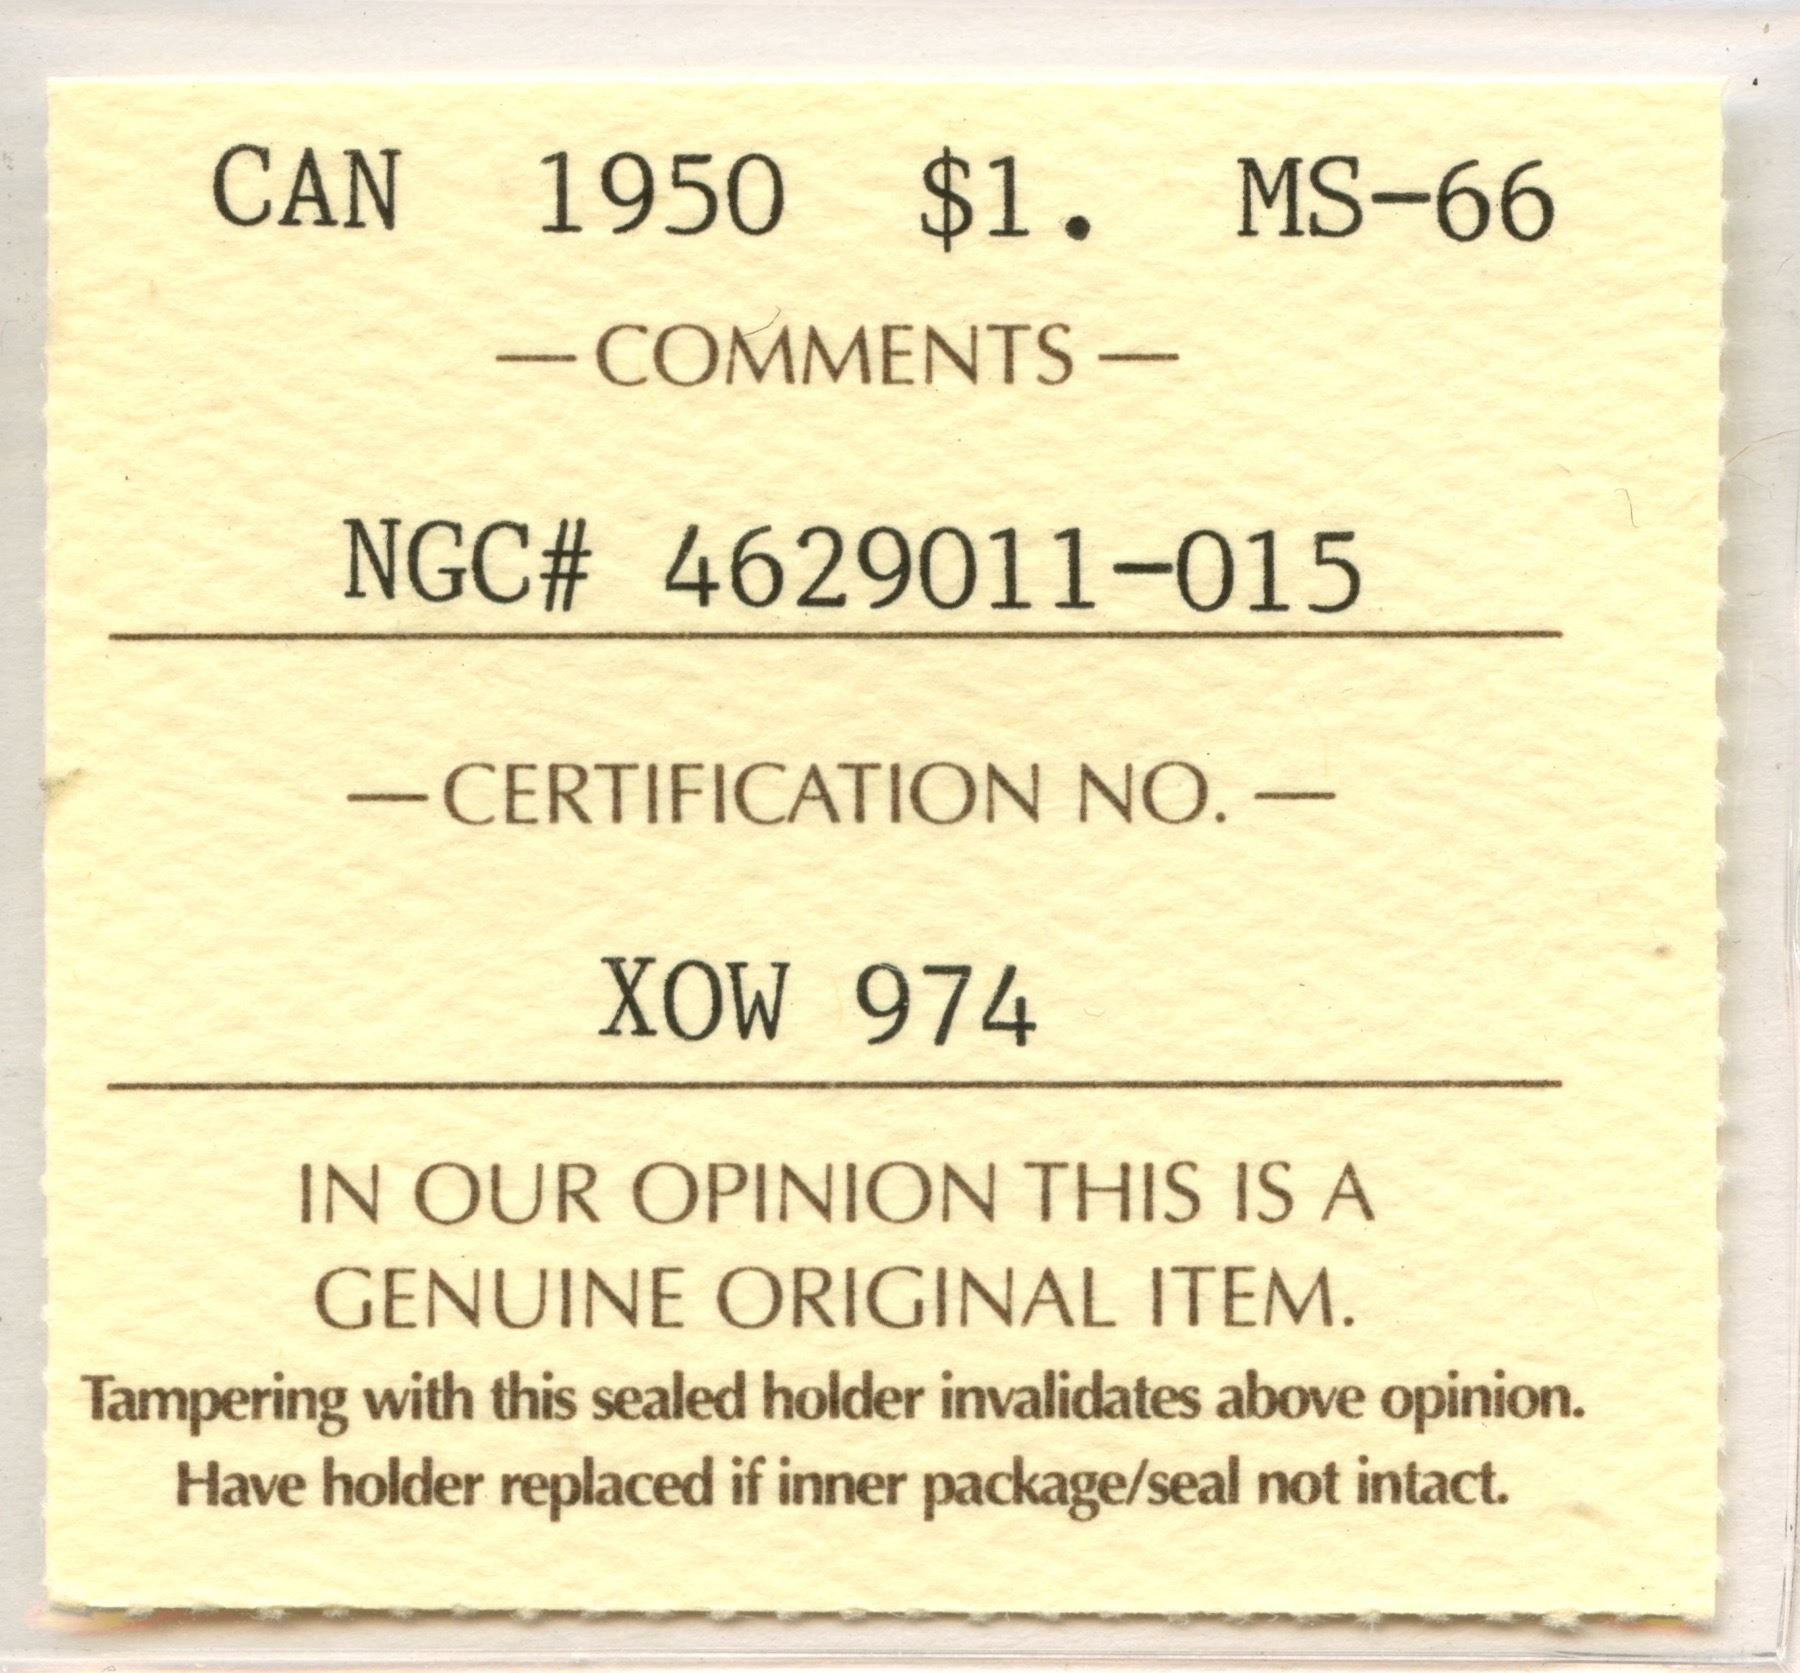 CAN 1950 $1. MS-66
— COMMENTS —
NGC# 4629011-015
— CERTIFICATION NO. —
XOW 974
IN OUR OPINION THIS IS A
GENUINE ORIGINAL ITEM.
Tampering with this sealed holder invalidates above opinion.
Have holder replaced if inner package/seal not intact.